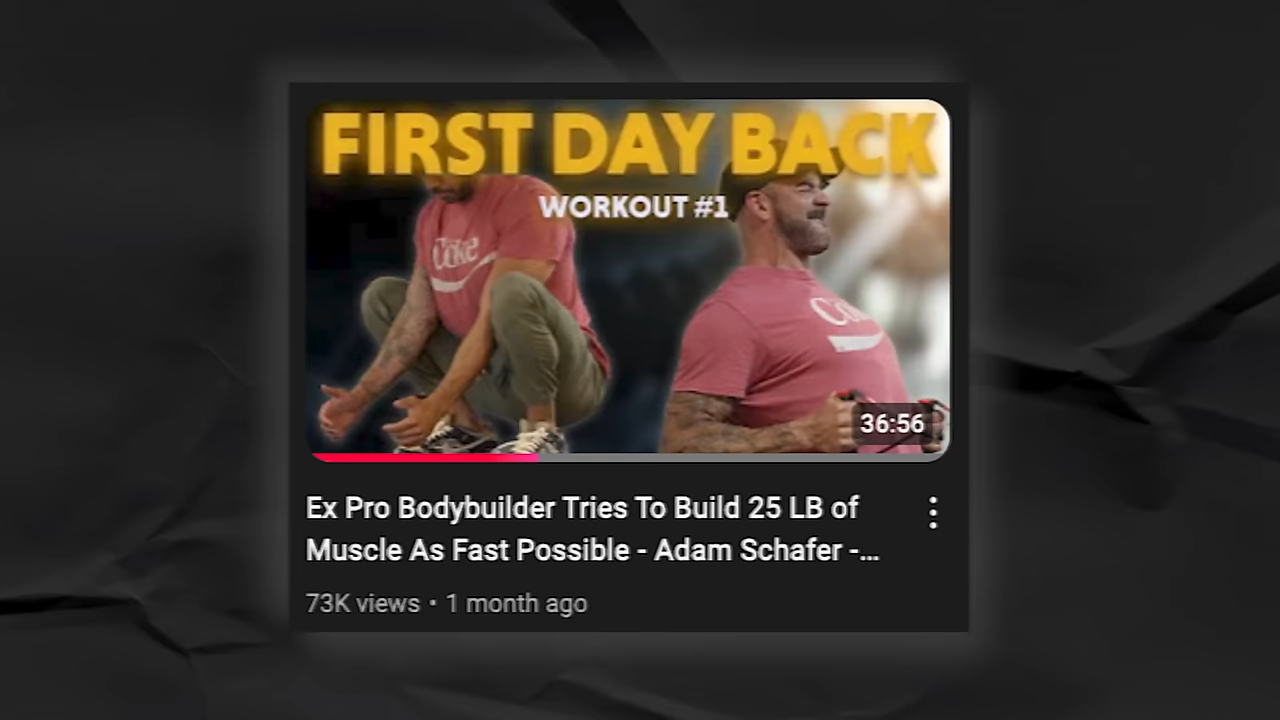 FIRST DAY BACK
WORKOUT #1
Coke
36:56
Ex Pro Bodybuilder Tries To Build 25 LB of
Muscle As Fast Possible - Adam Schafer -...
73K views • 1 month ago